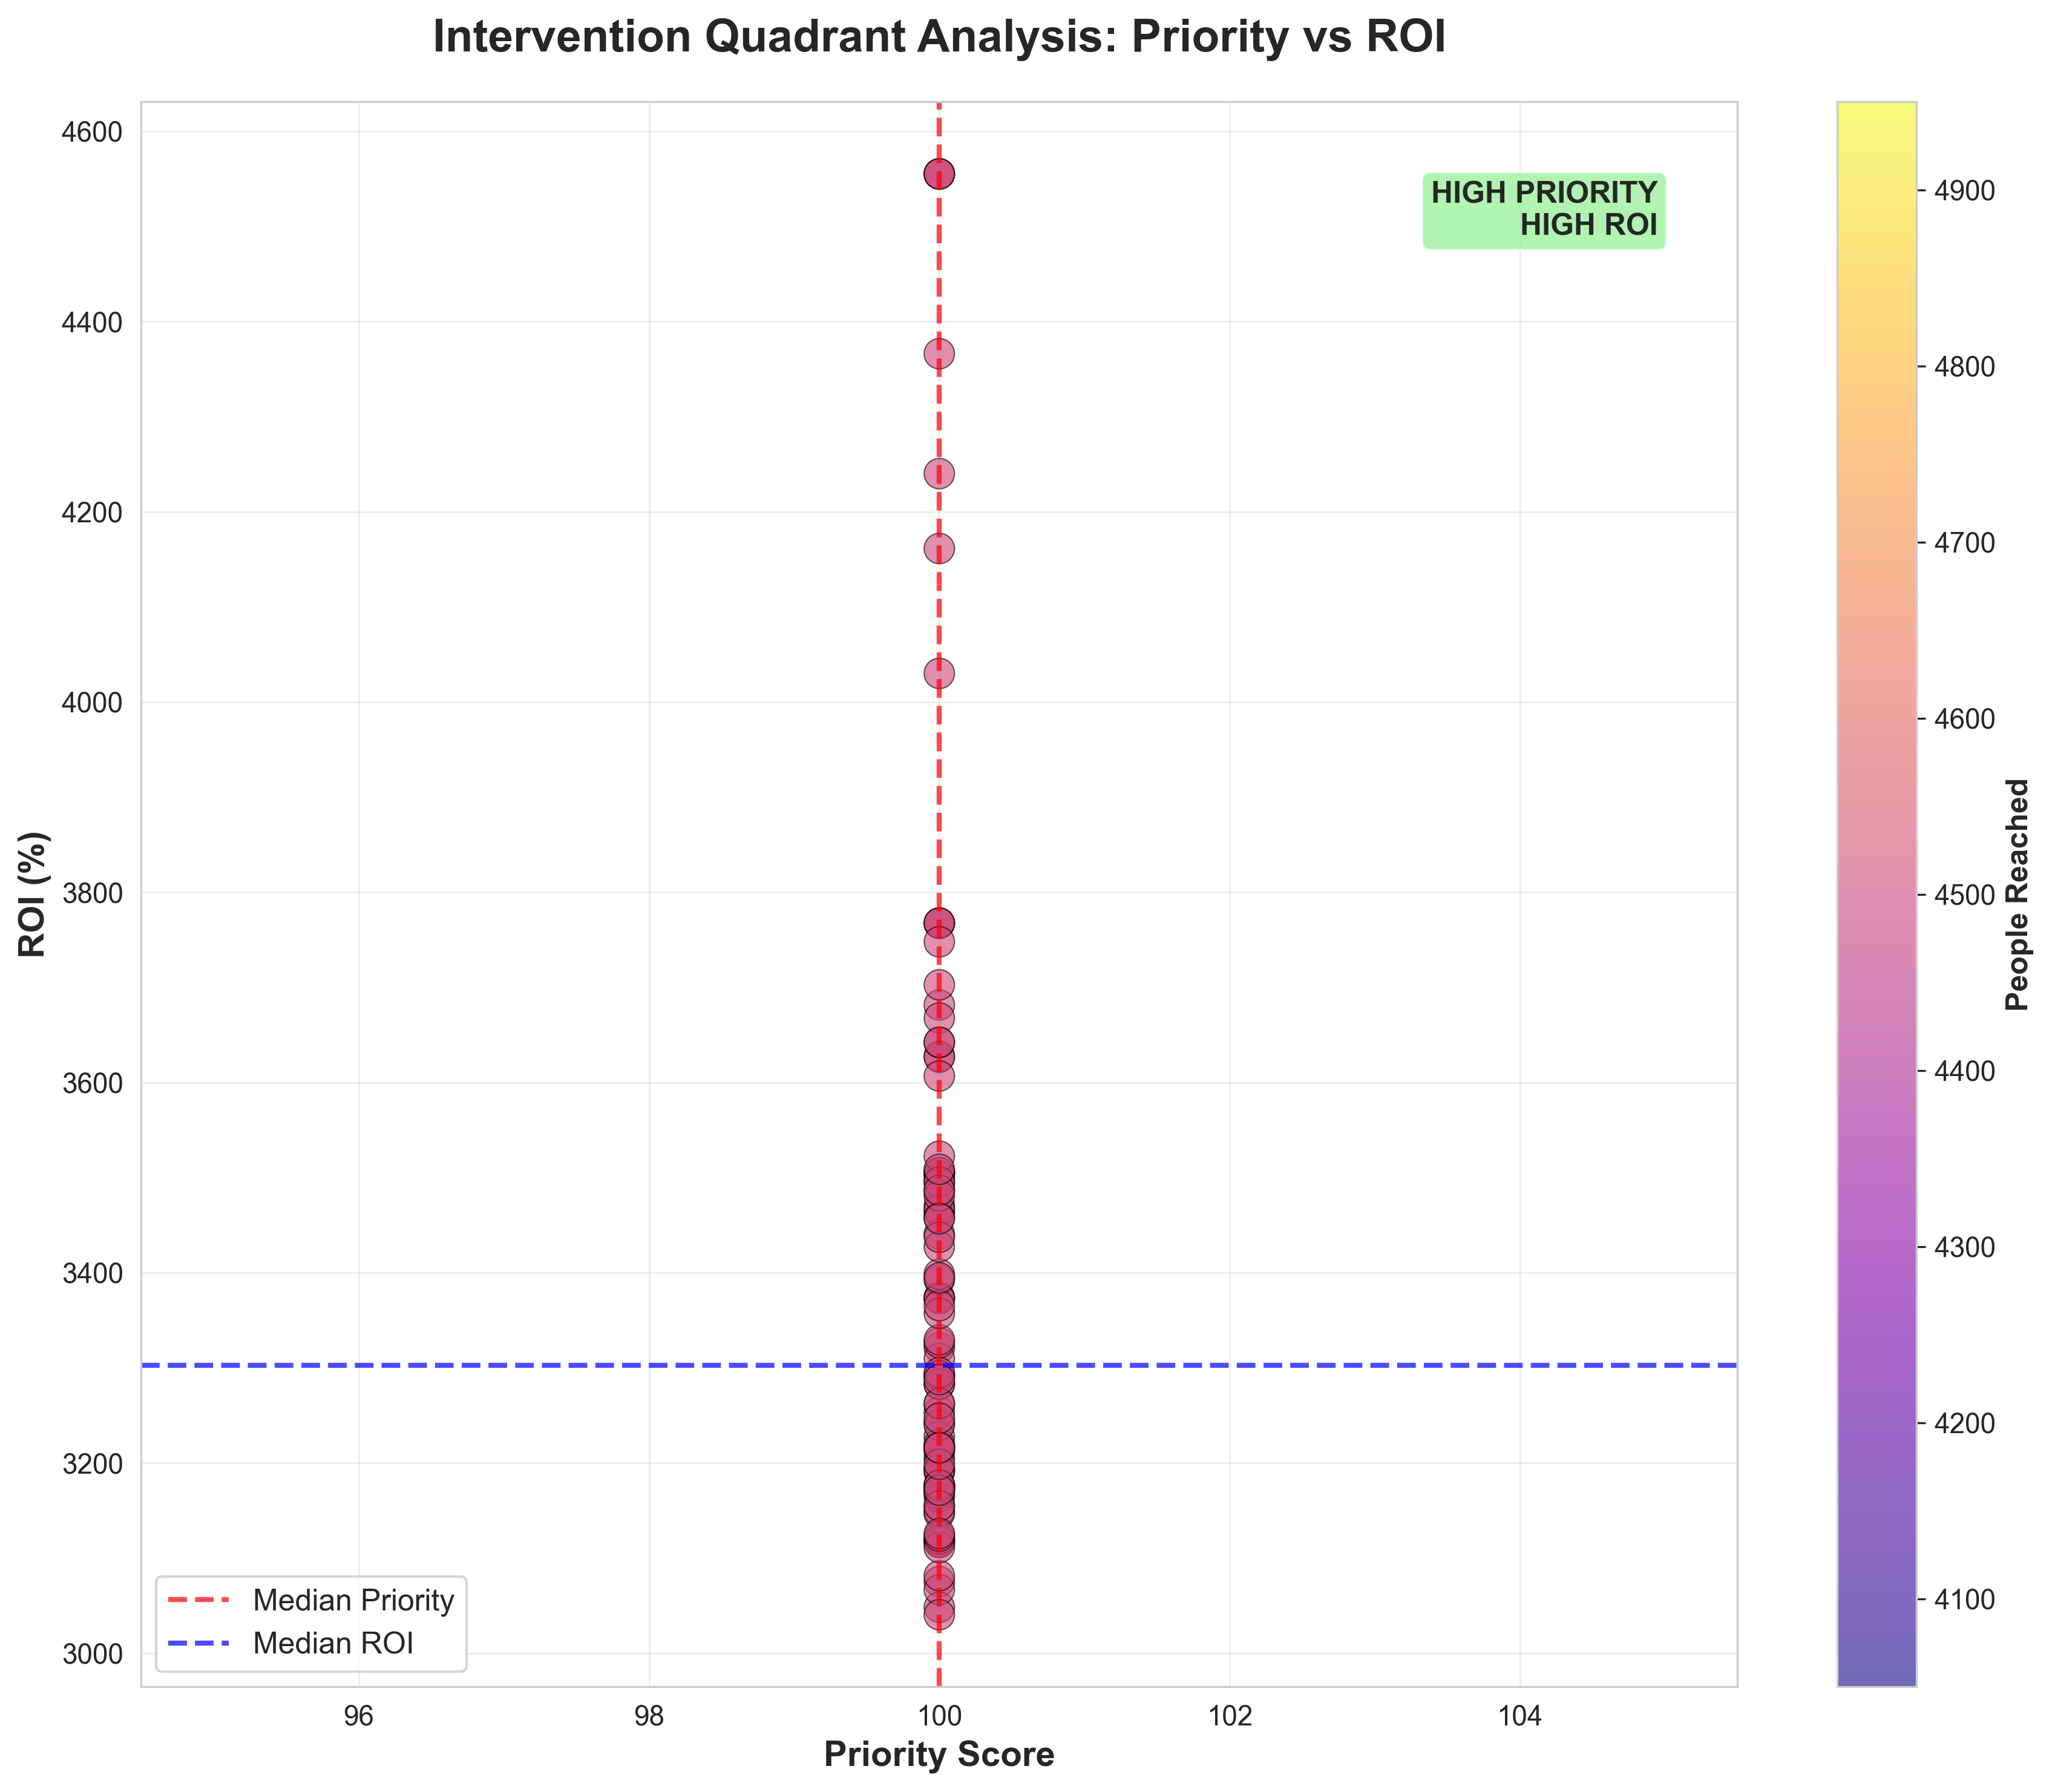 Intervention Quadrant Analysis: Priority vs ROI
HIGH PRIORITY
HIGH ROI
ROI (%)
4600
4400
4200
4000
3800
3600
3400
3200
3000
96
98
100
102
104
Priority Score
Median Priority
Median ROI
4900
4800
4700
4600
4500
4400
4300
4200
4100
People Reached